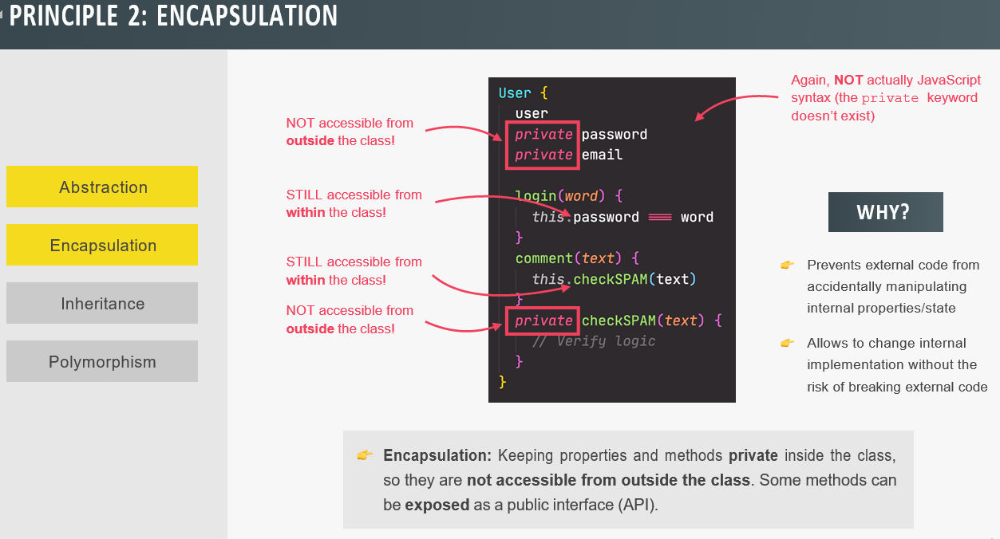 PRINCIPLE 2: ENCAPSULATION
Abstraction
Encapsulation
Inheritance
Polymorphism
NOT accessible from
outside the class!
STILL accessible from
within the class!
STILL accessible from
within the class!
NOT accessible from
outside the class!
User {
user
private password
private email
login(word) {
this.password === word
}
comment(text) {
this.checkSPAM(text)
}
private checkSPAM(text) {
// Verify logic
}
}
Again, NOT actually JavaScript
syntax (the private keyword
doesn’t exist)
WHY?
👉 Prevents external code from
accidentally manipulating
internal properties/state
👉 Allows to change internal
implementation without the
risk of breaking external code
👉 Encapsulation: Keeping properties and methods private inside the class,
so they are not accessible from outside the class. Some methods can
be exposed as a public interface (API).